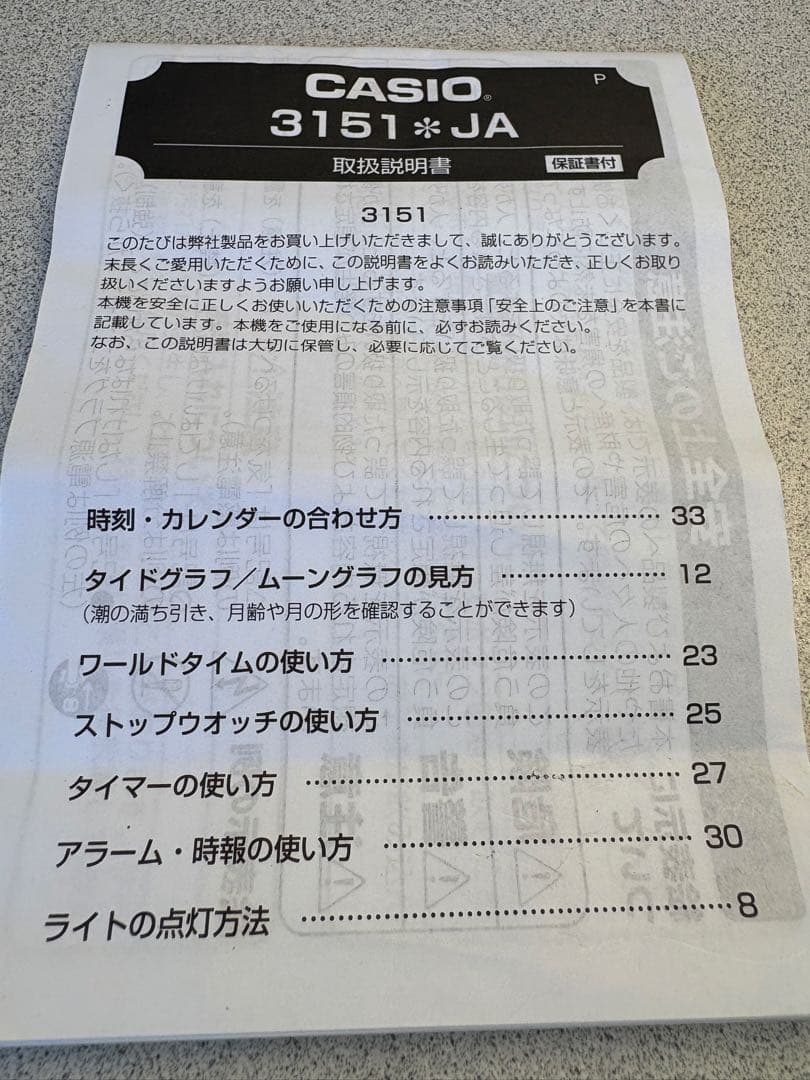 CASIO®
P
3151＊JA
取扱説明書 保証書付
3151
このたびは弊社製品をお買い上げいただきまして、誠にありがとうございます。
末長くご愛用いただくために、この説明書をよくお読みいただき、正しくお取り
扱いくださいますようお願い申し上げます。
本機を安全に正しくお使いいただくための注意事項「安全上のご注意」を本書に
記載しています。本機をご使用になる前に、必ずお読みください。
なお、この説明書は大切に保管し、必要に応じてご覧ください。
時刻・カレンダーの合わせ方 ……………………… 33
タイドグラフ／ムーングラフの見方 ……………… 12
（潮の満ち引き、月齢や月の形を確認することができます）
ワールドタイムの使い方 …………………………… 23
ストップウオッチの使い方 ………………………… 25
タイマーの使い方 …………………………………… 27
アラーム・時報の使い方 …………………………… 30
ライトの点灯方法 …………………………………… 8